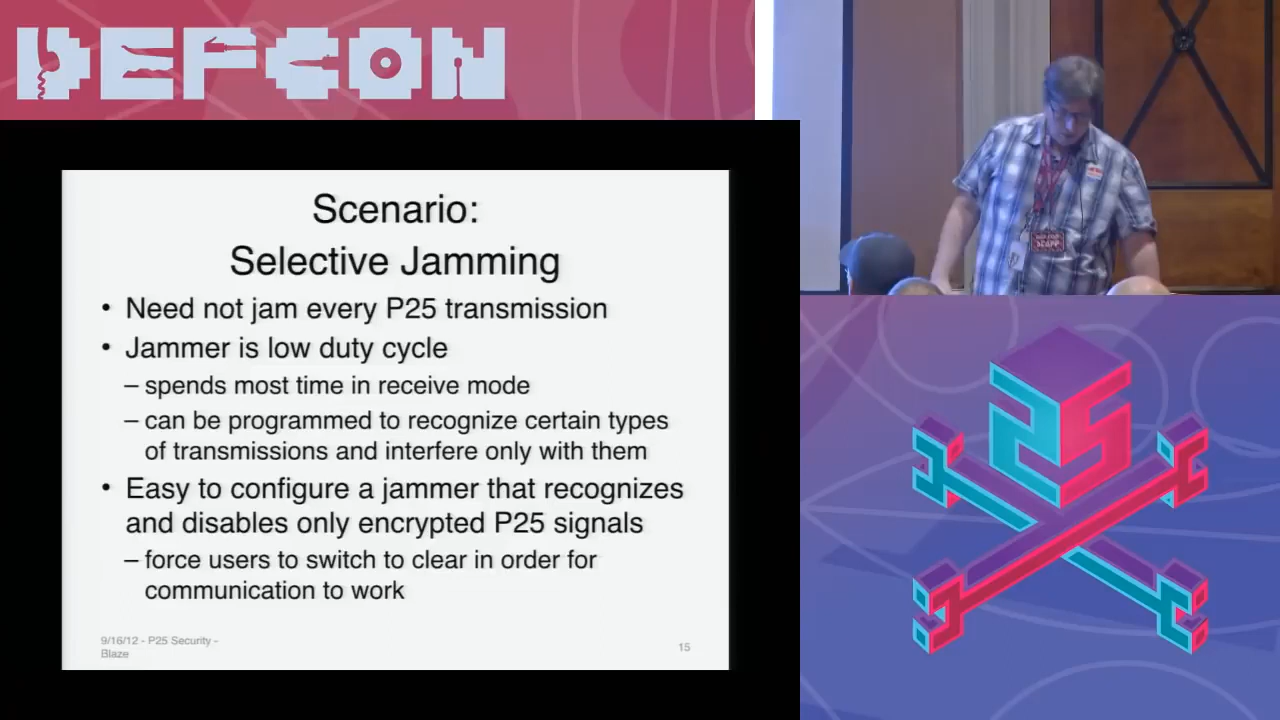 DEFCON
Scenario:
Selective Jamming
• Need not jam every P25 transmission
• Jammer is low duty cycle
– spends most time in receive mode
– can be programmed to recognize certain types
of transmissions and interfere only with them
• Easy to configure a jammer that recognizes
and disables only encrypted P25 signals
– force users to switch to clear in order for
communication to work
9/16/12 - P25 Security -
Blaze
15
25